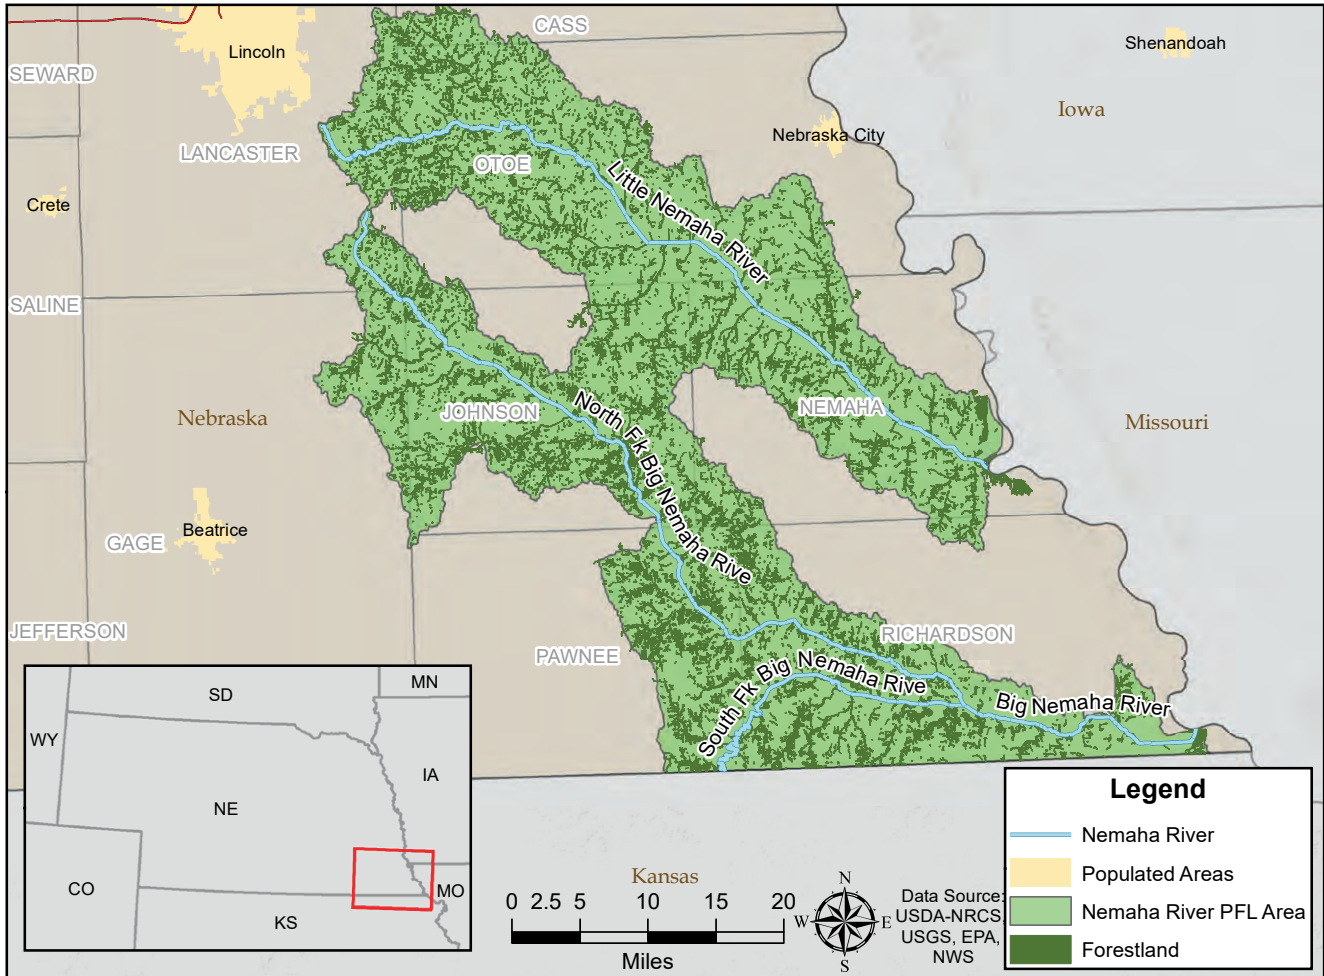 CASS
Lincoln
Shenandoah
SEWARD
Iowa
Nebraska City
LANCASTER
OTOE
Little Nemaha River
Crete
SALINE
Nebraska
JOHNSON
North Fk Big Nemaha Rive
NEMAHA
Missouri
Beatrice
GAGE
JEFFERSON
PAWNEE
RICHARDSON
South Fk Big Nemaha Rive
Big Nemaha River
SD
MN
WY
IA
NE
CO
MO
KS
Kansas
0 2.5 5 10 15 20
Miles
N
W
E
S
Data Source:
USDA-NRCS,
USGS, EPA,
NWS
Legend
Nemaha River
Populated Areas
Nemaha River PFL Area
Forestland